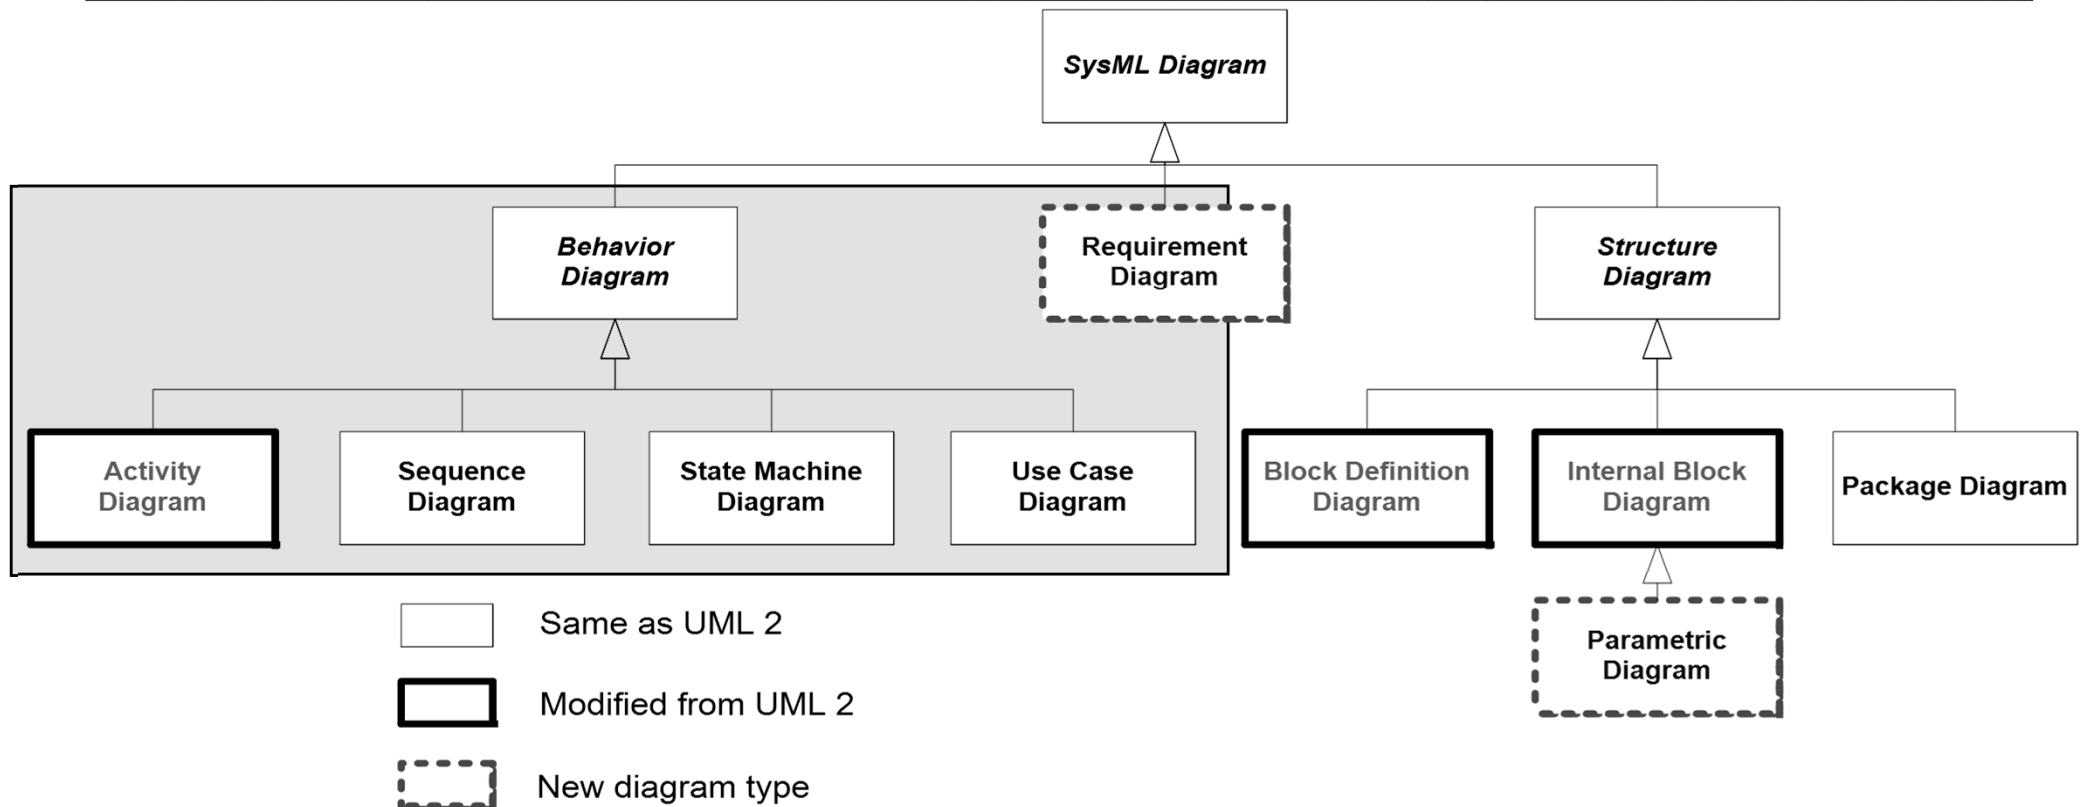 SysML Diagram
Behavior
Diagram
Requirement
Diagram
Structure
Diagram
Activity
Diagram
Sequence
Diagram
State Machine
Diagram
Use Case
Diagram
Block Definition
Diagram
Internal Block
Diagram
Package Diagram
Parametric
Diagram
Same as UML 2
Modified from UML 2
New diagram type